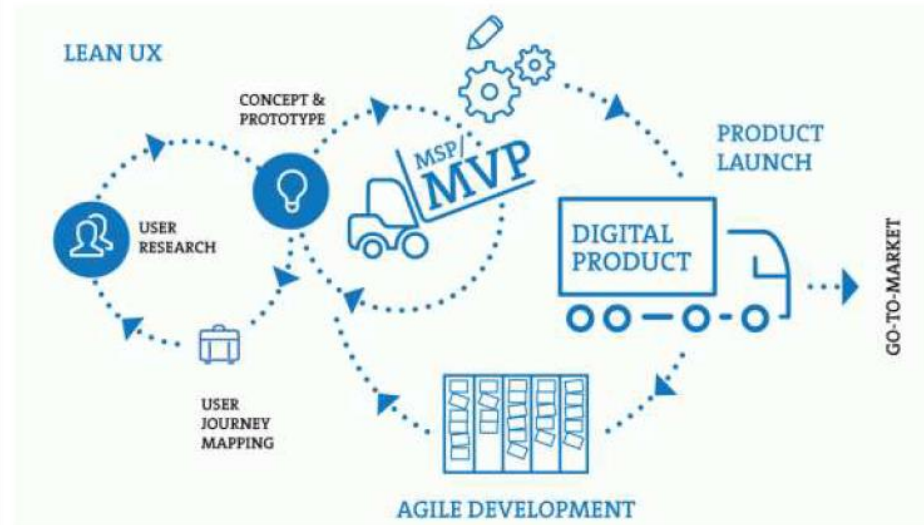 LEAN UX
CONCEPT &
PROTOTYPE
MSP/
MVP
PRODUCT
LAUNCH
USER
RESEARCH
DIGITAL
PRODUCT
GO-TO-MARKET
USER
JOURNEY
MAPPING
AGILE DEVELOPMENT